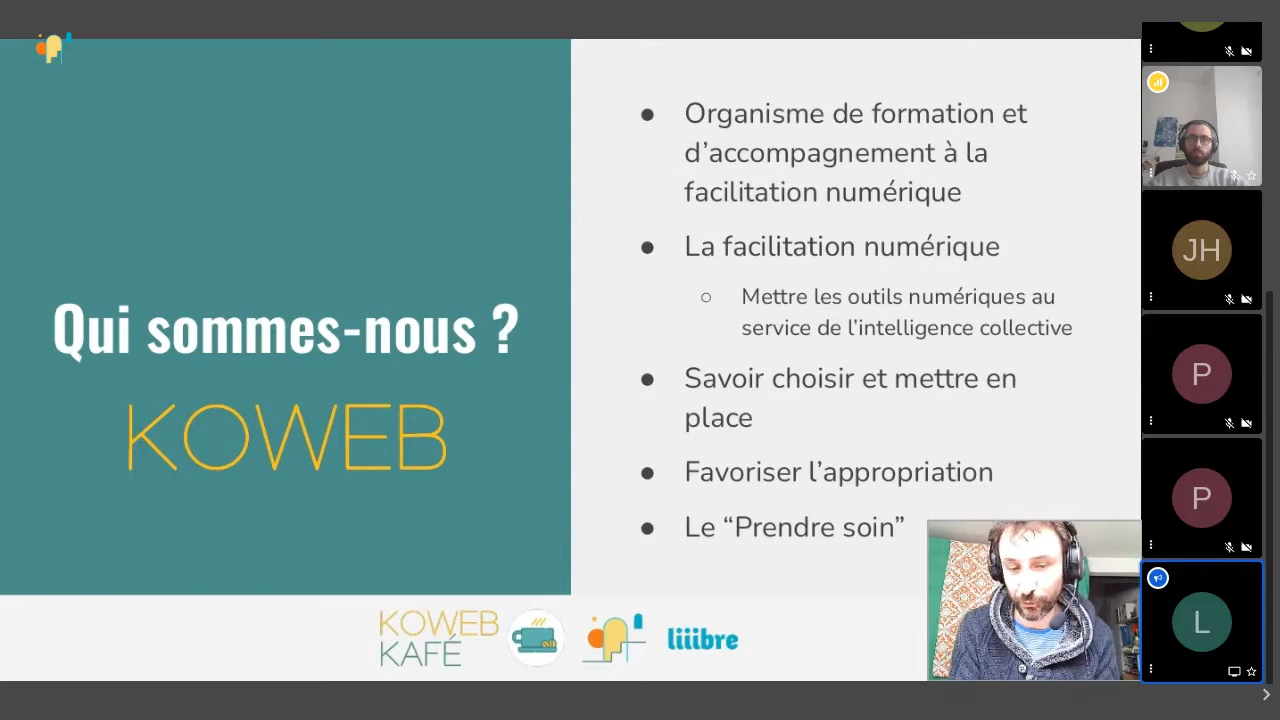 Qui sommes-nous ?
KOWEB
● Organisme de formation et
d’accompagnement à la
facilitation numérique
● La facilitation numérique
○ Mettre les outils numériques au
service de l’intelligence collective
● Savoir choisir et mettre en
place
● Favoriser l’appropriation
● Le “Prendre soin”
KOWEB
KAFÉ
liiibre
JH
P
P
L